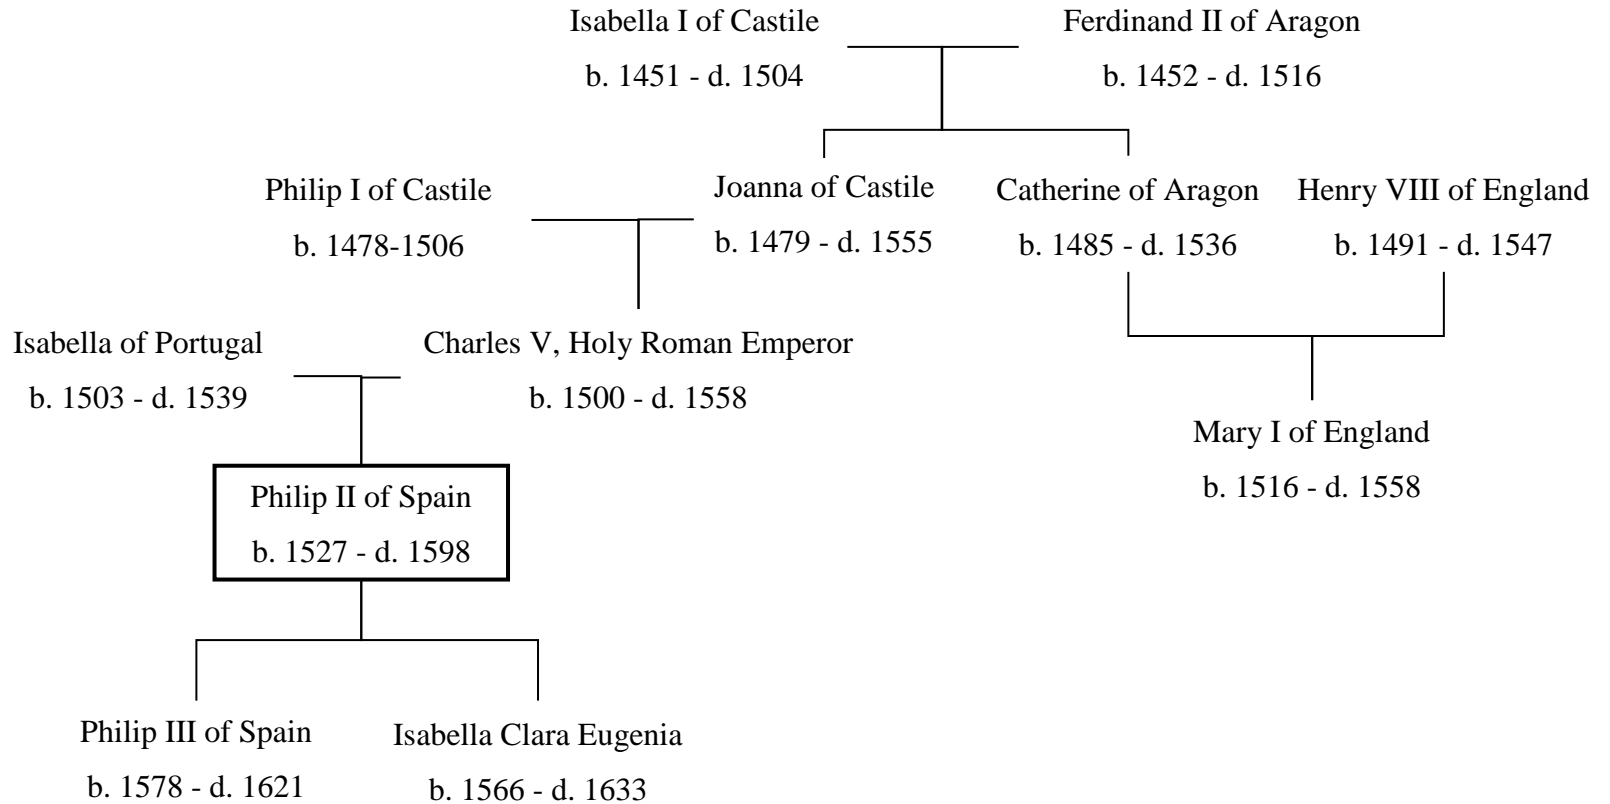 Isabella I of Castile
b. 1451 - d. 1504
Ferdinand II of Aragon
b. 1452 - d. 1516
Philip I of Castile
b. 1478-1506
Joanna of Castile
b. 1479 - d. 1555
Catherine of Aragon
b. 1485 - d. 1536
Henry VIII of England
b. 1491 - d. 1547
Isabella of Portugal
b. 1503 - d. 1539
Charles V, Holy Roman Emperor
b. 1500 - d. 1558
Mary I of England
b. 1516 - d. 1558
Philip II of Spain
b. 1527 - d. 1598
Philip III of Spain
b. 1578 - d. 1621
Isabella Clara Eugenia
b. 1566 - d. 1633